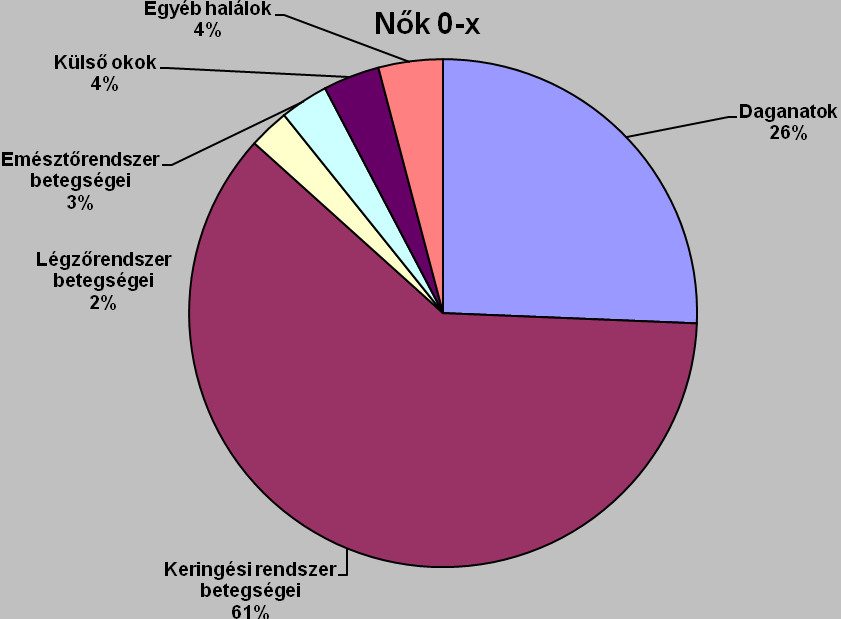 Nők 0-x
Egyéb halálok
4%
Külső okok
4%
Daganatok
26%
Emésztőrendszer
betegségei
3%
Légzőrendszer
betegségei
2%
Keringési rendszer
betegségei
61%